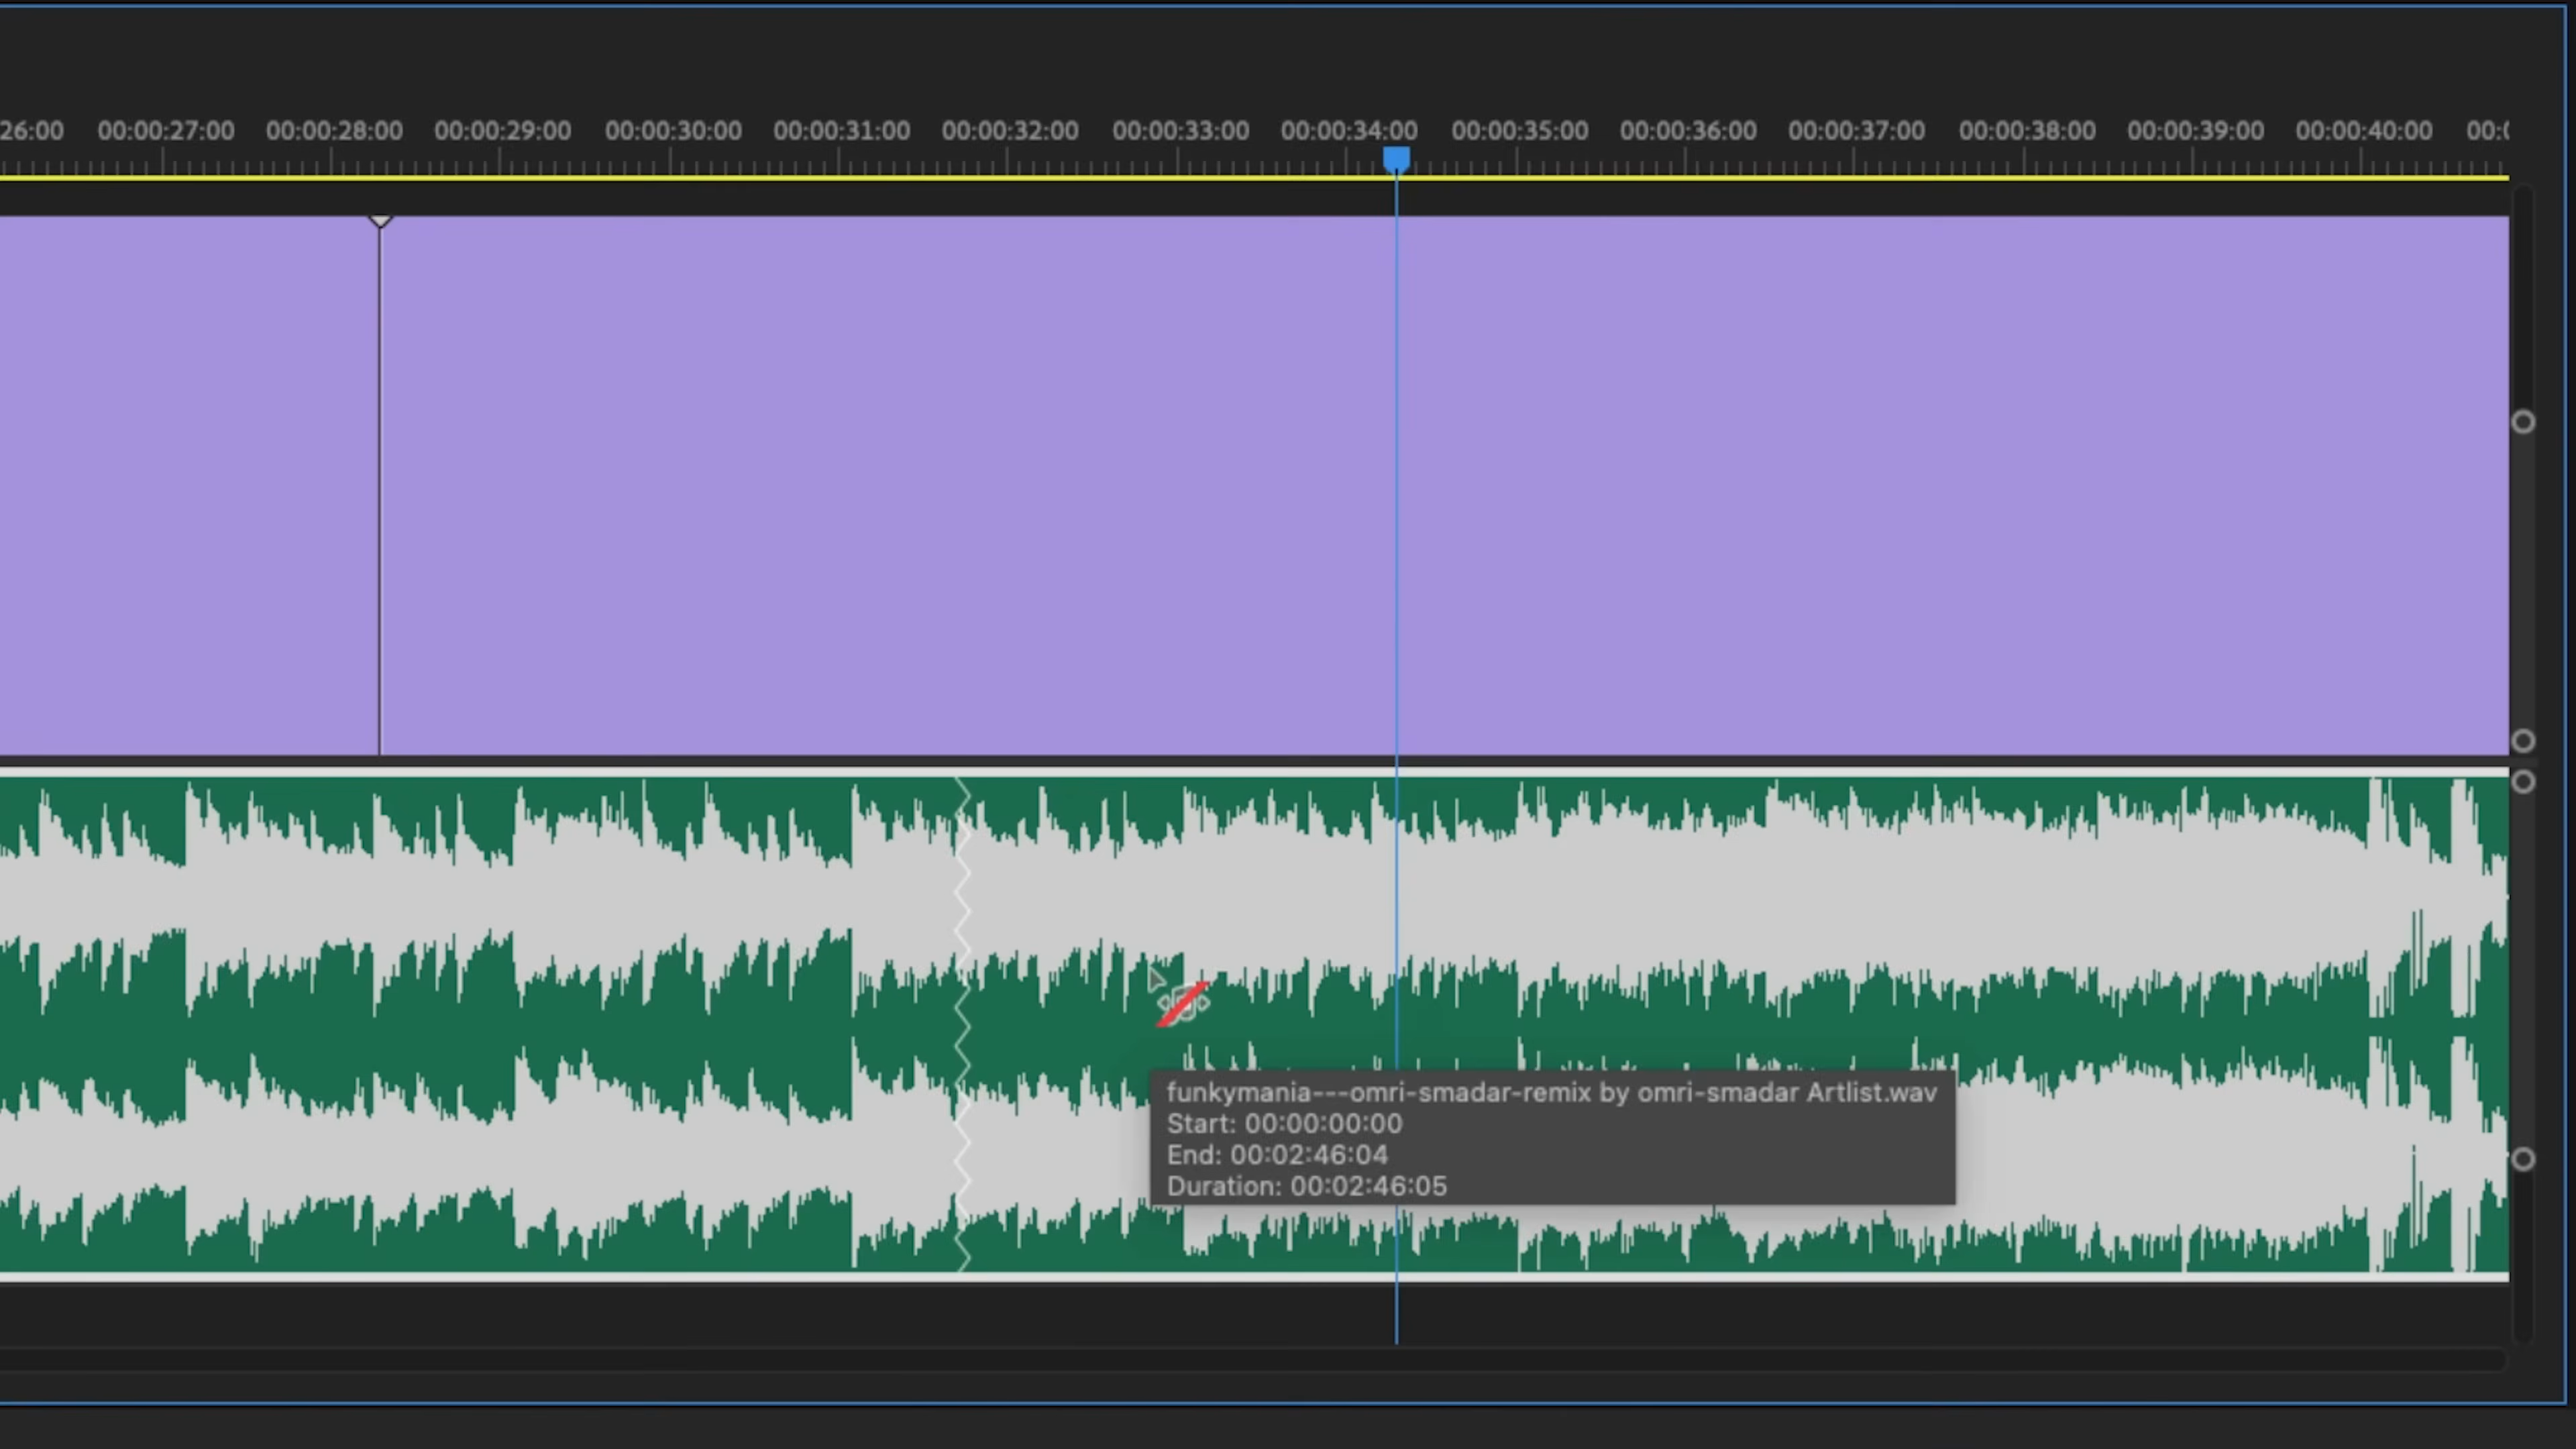 26:00 00:00:27:00 00:00:28:00 00:00:29:00 00:00:30:00 00:00:31:00 00:00:32:00 00:00:33:00 00:00:34:00 00:00:35:00 00:00:36:00 00:00:37:00 00:00:38:00 00:00:39:00 00:00:40:00 00:0
funkymania---omri-smadar-remix by omri-smadar Artlist.wav
Start: 00:00:00:00
End: 00:02:46:04
Duration: 00:02:46:05